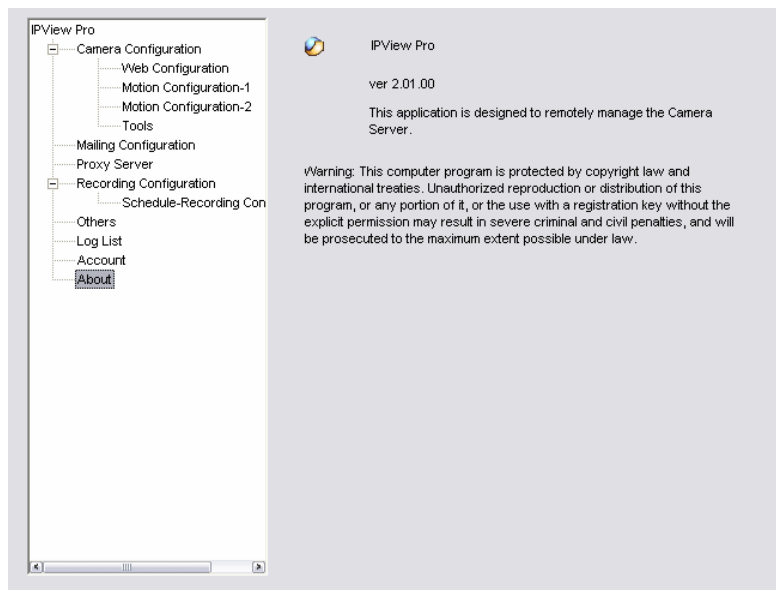 IPView Pro
Camera Configuration
Web Configuration
Motion Configuration-1
Motion Configuration-2
Tools
Mailing Configuration
Proxy Server
Recording Configuration
Schedule-Recording Con
Others
Log List
Account
About
IPView Pro
ver 2.01.00
This application is designed to remotely manage the Camera
Server.
Warning: This computer program is protected by copyright law and
international treaties. Unauthorized reproduction or distribution of this
program, or any portion of it, or the use with a registration key without the
explicit permission may result in severe criminal and civil penalties, and will
be prosecuted to the maximum extent possible under law.